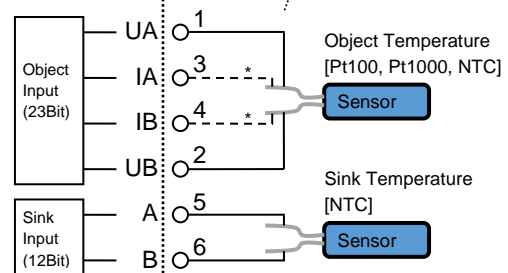 UA 1
Object Temperature
[Pt100, Pt1000, NTC]
Object
Input
(23Bit)
IA 3 *
Sensor
IB 4 *
UB 2
Sink Temperature
[NTC]
A 5
Sink
Input
(12Bit)
Sensor
B 6